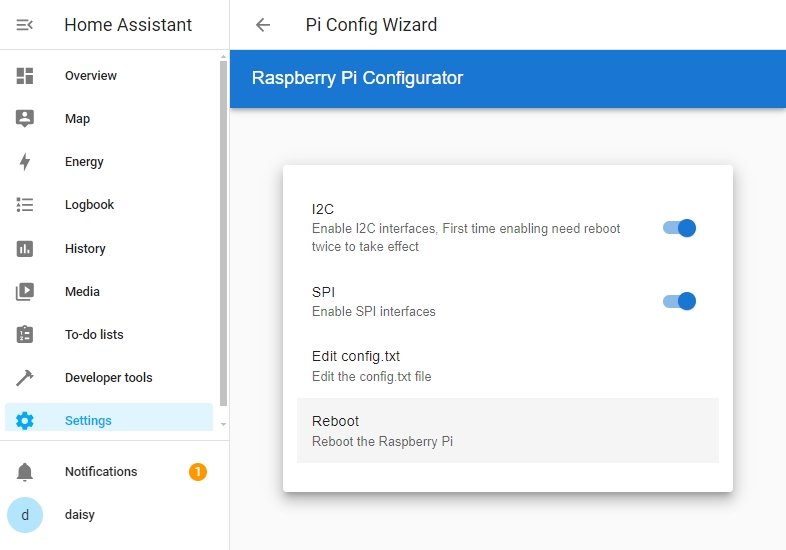 Home Assistant
Pi Config Wizard
Overview
Map
Energy
Logbook
History
Media
To-do lists
Developer tools
Settings
Notifications
1
d
daisy
Raspberry Pi Configurator
I2C
Enable I2C interfaces, First time enabling need reboot
twice to take effect
SPI
Enable SPI interfaces
Edit config.txt
Edit the config.txt file
Reboot
Reboot the Raspberry Pi